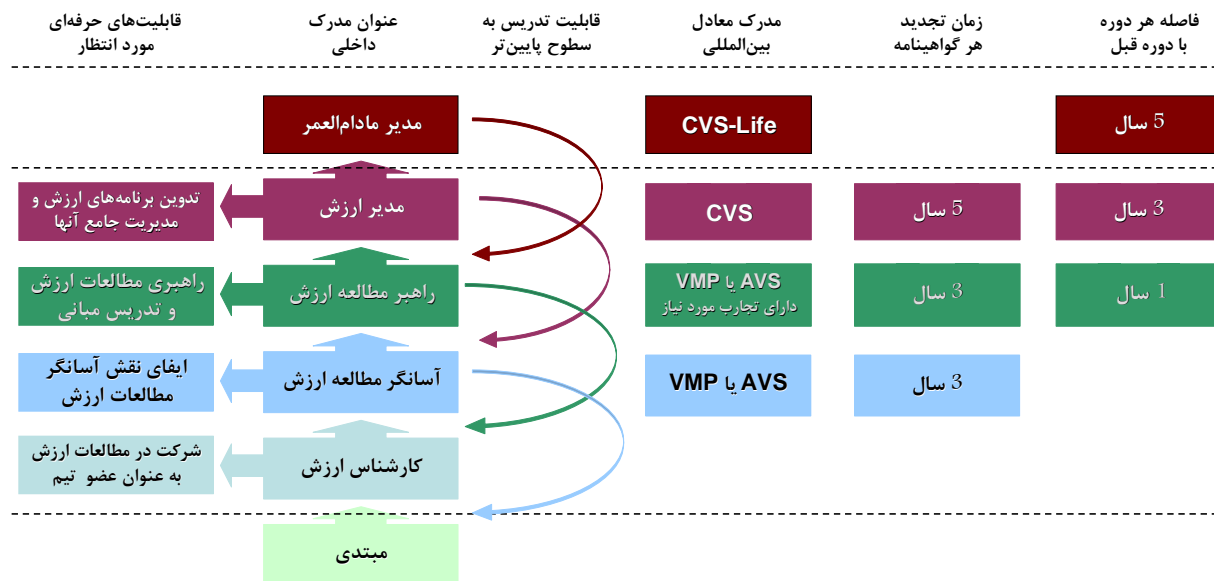 فاصله هر دوره
با دوره قبل
زمان تجدید
هر گواهینامه
مدرک معادل
بین‌المللی
قابلیت تدریس به
سطوح پایین‌تر
عنوان مدرک
داخلی
قابلیت‌های حرفه‌ای
مورد انتظار
5 سال
CVS-Life
مدیر مادام‌العمر
3 سال
5 سال
CVS
مدیر ارزش
تدوین برنامه‌های ارزش و
مدیریت جامع آنها
1 سال
3 سال
AVS یا VMP
دارای تجارب مورد نیاز
راهبر مطالعه ارزش
راهبری مطالعات ارزش
و تدریس مبانی
3 سال
AVS یا VMP
آسانگر مطالعه ارزش
ایفای نقش آسانگر
مطالعات ارزش
کارشناس ارزش
شرکت در مطالعات ارزش
به عنوان عضو تیم
مبتدی